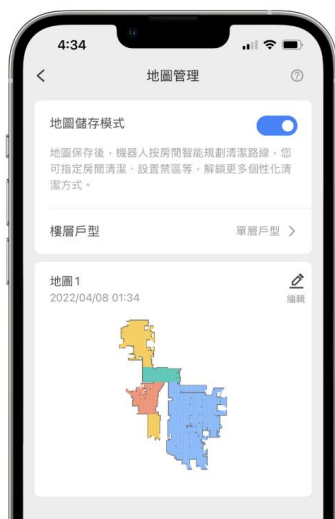 4:34
地圖管理
地圖儲存模式
地圖保存後,機器人按房間智能規劃清潔路線,您
可指定房間清潔、設置禁區等,解鎖更多個性化清
潔方式。
樓層戶型
單層戶型
地圖1
2022/04/08 01:34
編輯